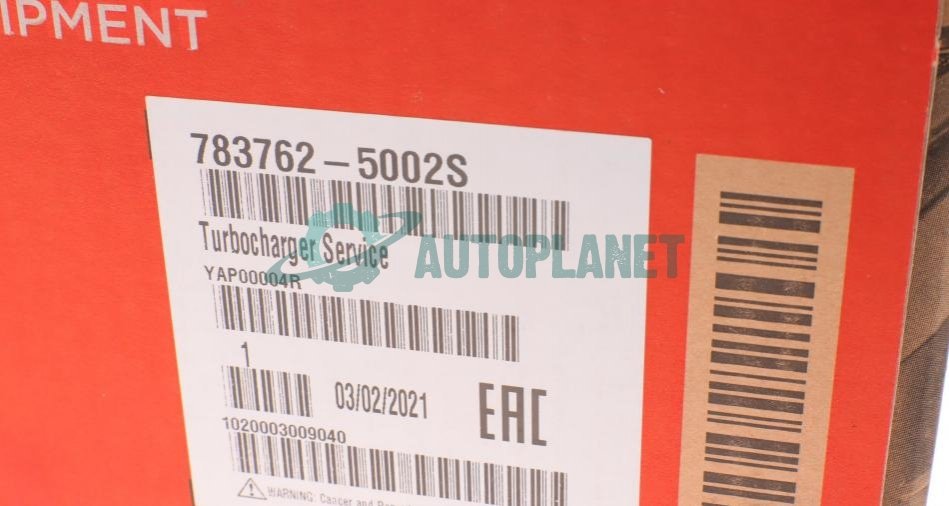 IPMENT
783762-5002S
Turbocharger Service
AUTOPLANET
YAP00004R
1
03/02/2021
EAC
1020003009040
WARNING: Cancer and